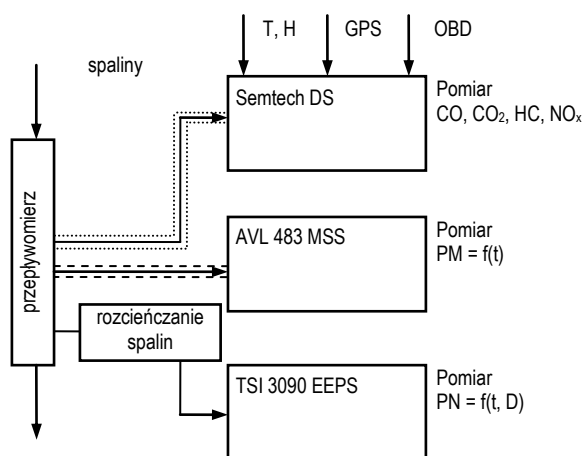 T, H GPS OBD
spaliny
Semtech DS
Pomiar
CO, CO₂, HC, NOₓ
przepływomierz
AVL 483 MSS
Pomiar
PM = f(t)
rozcieńczanie
spalin
TSI 3090 EEPS
Pomiar
PN = f(t, D)